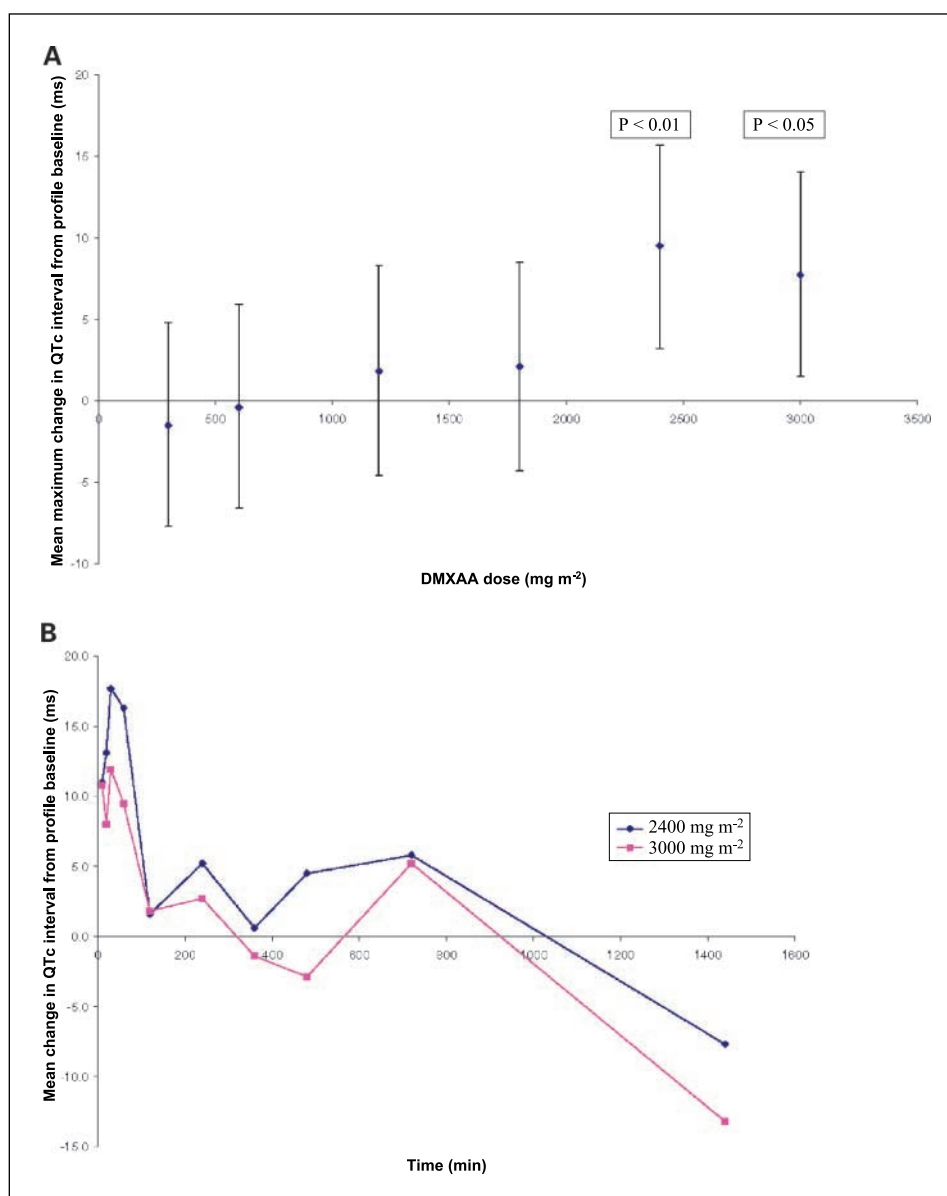 A
Mean maximum change in QTc interval from profile baseline (ms)
20
15
10
5
0
-5
-10
P < 0.01
P < 0.05
0 500 1000 1500 2000 2500 3000 3500
DMXAA dose (mg m-2)
B
Mean change in QTc interval from profile baseline (ms)
20.0
15.0
10.0
5.0
0.0
-5.0
-10.0
-15.0
0 200 400 600 800 1000 1200 1400 1600
2400 mg m-2
3000 mg m-2
Time (min)